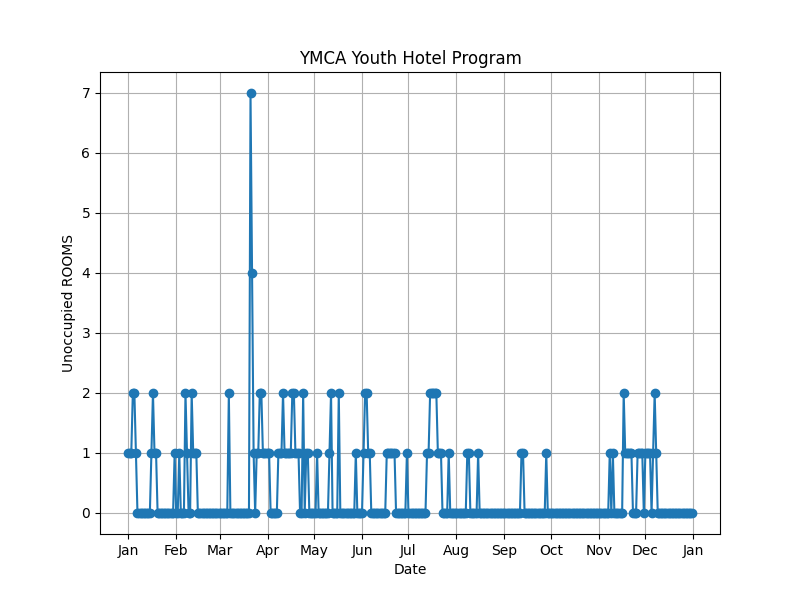 YMCA Youth Hotel Program
Unoccupied ROOMS
7
6
5
4
3
2
1
0
Jan Feb Mar Apr May Jun Jul Aug Sep Oct Nov Dec Jan
Date